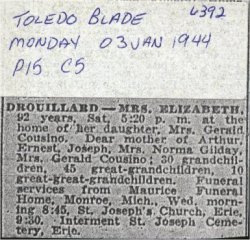 6392
TOLEDO BLADE
MONDAY 03 JAN 1944
P15 C5
DROUILLARD — MRS. ELIZABETH,
92 years, Sat. 5:20 p. m. at the
home of her daughter, Mrs. Gerald
Cousino. Dear mother of Arthur,
Ernest, Joseph, Mrs. Norma Gilday,
Mrs. Gerald Cousino; 30 grandchil-
dren, 45 great-grandchildren, 10
great-great-grandchildren. Funeral
services from Maurice Funeral
Home, Monroe, Mich., Wed. morn-
ing 8:45, St. Joseph's Church, Erie,
9:30. Interment St. Joseph Ceme-
tery, Erie.